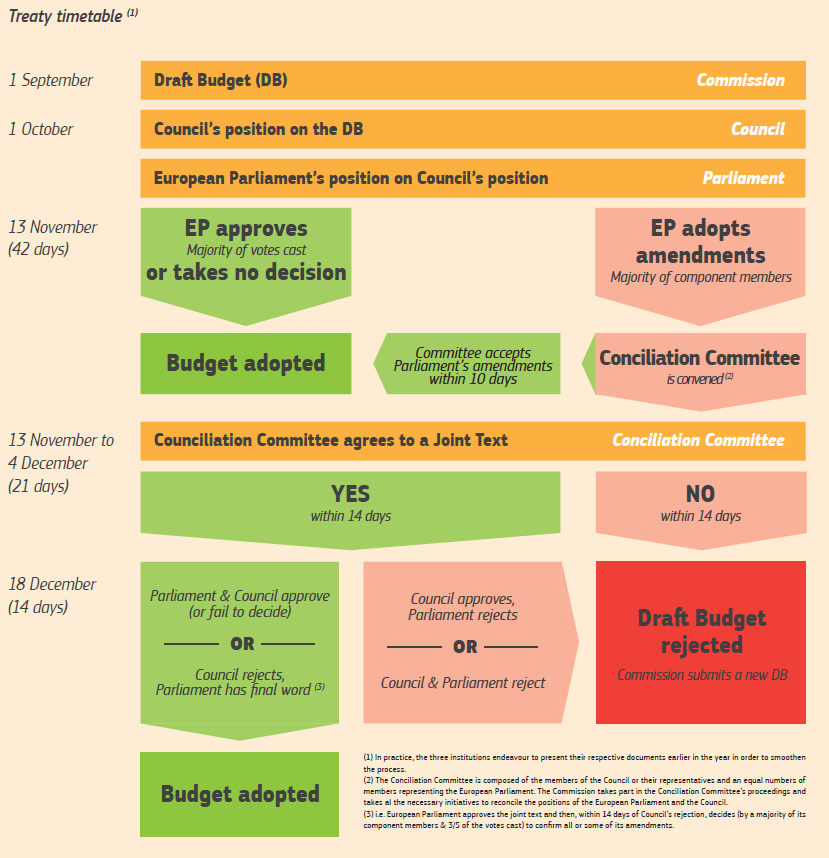 Treaty timetable (1)
1 September
Draft Budget (DB)
Commission
1 October
Council's position on the DB
Council
European Parliament's position on Council's position
Parliament
13 November
(42 days)
EP approves
Majority of votes cast
or takes no decision
EP adopts
amendments
Majority of component members
Budget adopted
Committee accepts
Parliament's amendments
within 10 days
Conciliation Committee
is convened (2)
13 November to
4 December
(21 days)
Counciliation Committee agrees to a Joint Text
Conciliation Committee
YES
within 14 days
NO
within 14 days
18 December
(14 days)
Parliament & Council approve
(or fail to decide)
OR
Council rejects,
Parliament has final word (3)
Council approves,
Parliament rejects
OR
Council & Parliament reject
Draft Budget
rejected
Commission submits a new DB
Budget adopted
(1) In practice, the three institutions endeavour to present their respective documents earlier in the year in order to smoothen
the process.
(2) The Conciliation Committee is composed of the members of the Council or their representatives and an equal numbers of
members representing the European Parliament. The Commission takes part in the Conciliation Committee's proceedings and
takes al the necessary initiatives to reconcile the positions of the European Parliament and the Council.
(3) i.e. European Parliament approves the joint text and then, within 14 days of Council's rejection, decides (by a majority of its
component members & 3/5 of the votes cast) to confirm all or some of its amendments.